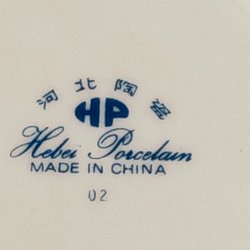 河北陶瓷
HP
Hebei Porcelain
MADE IN CHINA
02